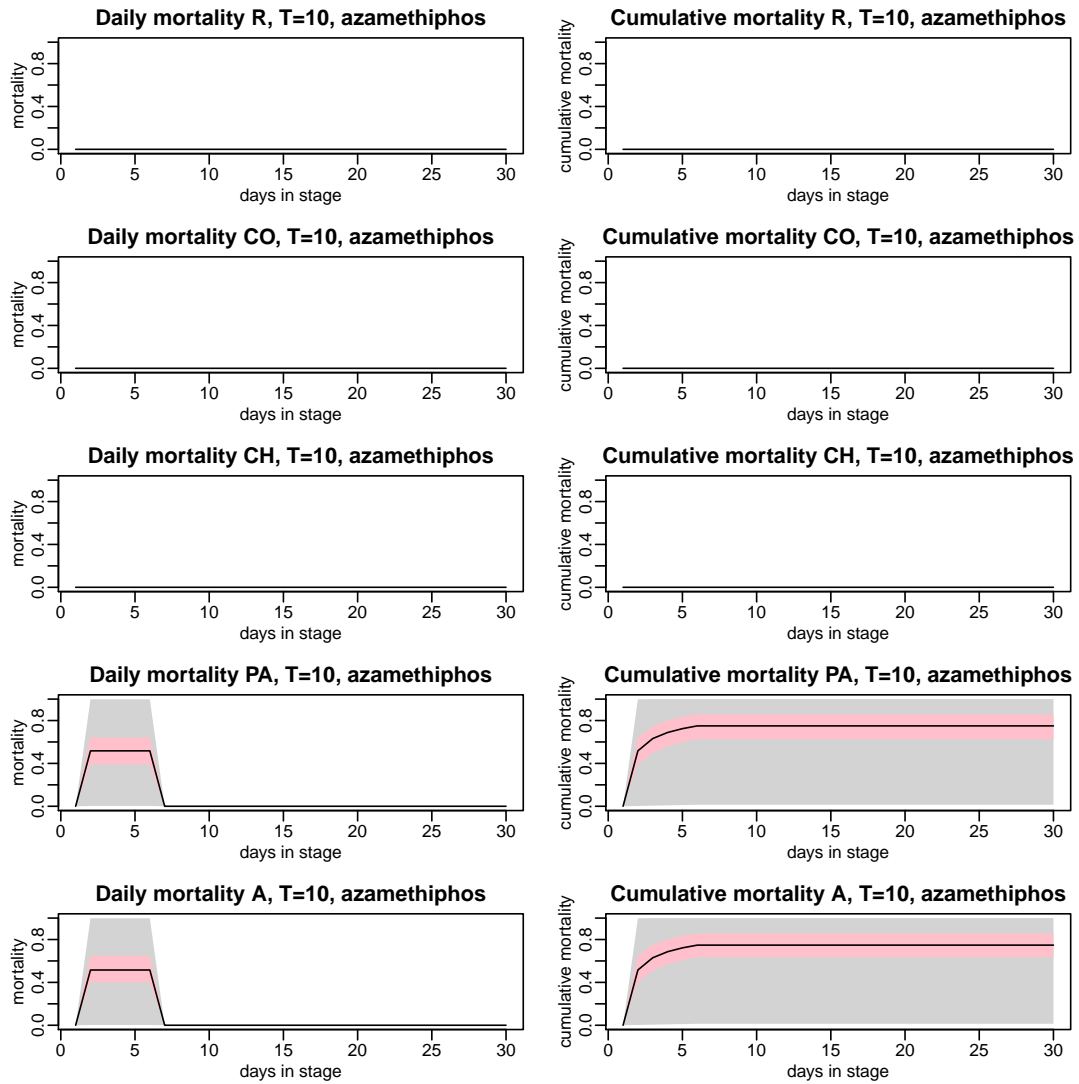 Daily mortality R, T=10, azamethiphos
mortality
0.0 0.4 0.8
0 5 10 15 20 25 30
days in stage
Cumulative mortality R, T=10, azamethiphos
cumulative mortality
0.0 0.4 0.8
0 5 10 15 20 25 30
days in stage
Daily mortality CO, T=10, azamethiphos
mortality
0.0 0.4 0.8
0 5 10 15 20 25 30
days in stage
Cumulative mortality CO, T=10, azamethiphos
cumulative mortality
0.0 0.4 0.8
0 5 10 15 20 25 30
days in stage
Daily mortality CH, T=10, azamethiphos
mortality
0.0 0.4 0.8
0 5 10 15 20 25 30
days in stage
Cumulative mortality CH, T=10, azamethiphos
cumulative mortality
0.0 0.4 0.8
0 5 10 15 20 25 30
days in stage
Daily mortality PA, T=10, azamethiphos
mortality
0.0 0.4 0.8
0 5 10 15 20 25 30
days in stage
Cumulative mortality PA, T=10, azamethiphos
cumulative mortality
0.0 0.4 0.8
0 5 10 15 20 25 30
days in stage
Daily mortality A, T=10, azamethiphos
mortality
0.0 0.4 0.8
0 5 10 15 20 25 30
days in stage
Cumulative mortality A, T=10, azamethiphos
cumulative mortality
0.0 0.4 0.8
0 5 10 15 20 25 30
days in stage